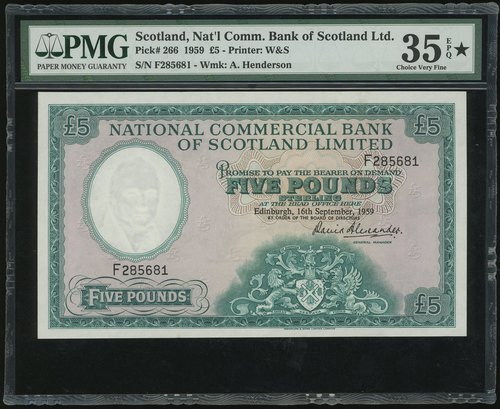 PMG
PAPER MONEY GUARANTY
Scotland, Nat'l Comm. Bank of Scotland Ltd.
Pick# 266 1959 £5 - Printer: W&S
S/N F285681 - Wmk: A. Henderson
35 EPQ ★
Choice Very Fine
£5
£5
NATIONAL COMMERCIAL BANK
OF SCOTLAND LIMITED
F285681
PROMISE TO PAY THE BEARER ON DEMAND
FIVE POUNDS
STERLING
AT THE HEAD OFFICE HERE
Edinburgh, 16th September, 1959
BY ORDER OF THE BOARD OF DIRECTORS
David Alexander.
GENERAL MANAGER
F285681
FIVE POUNDS
£5